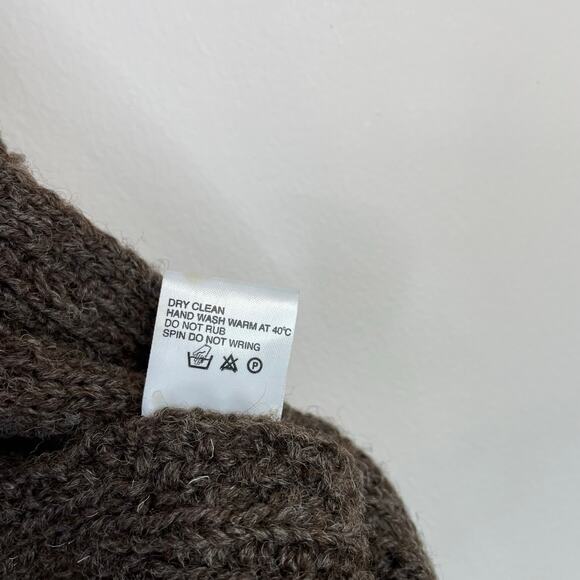 DRY CLEAN
HAND WASH WARM AT 40°C
DO NOT RUB
SPIN DO NOT WRING
P